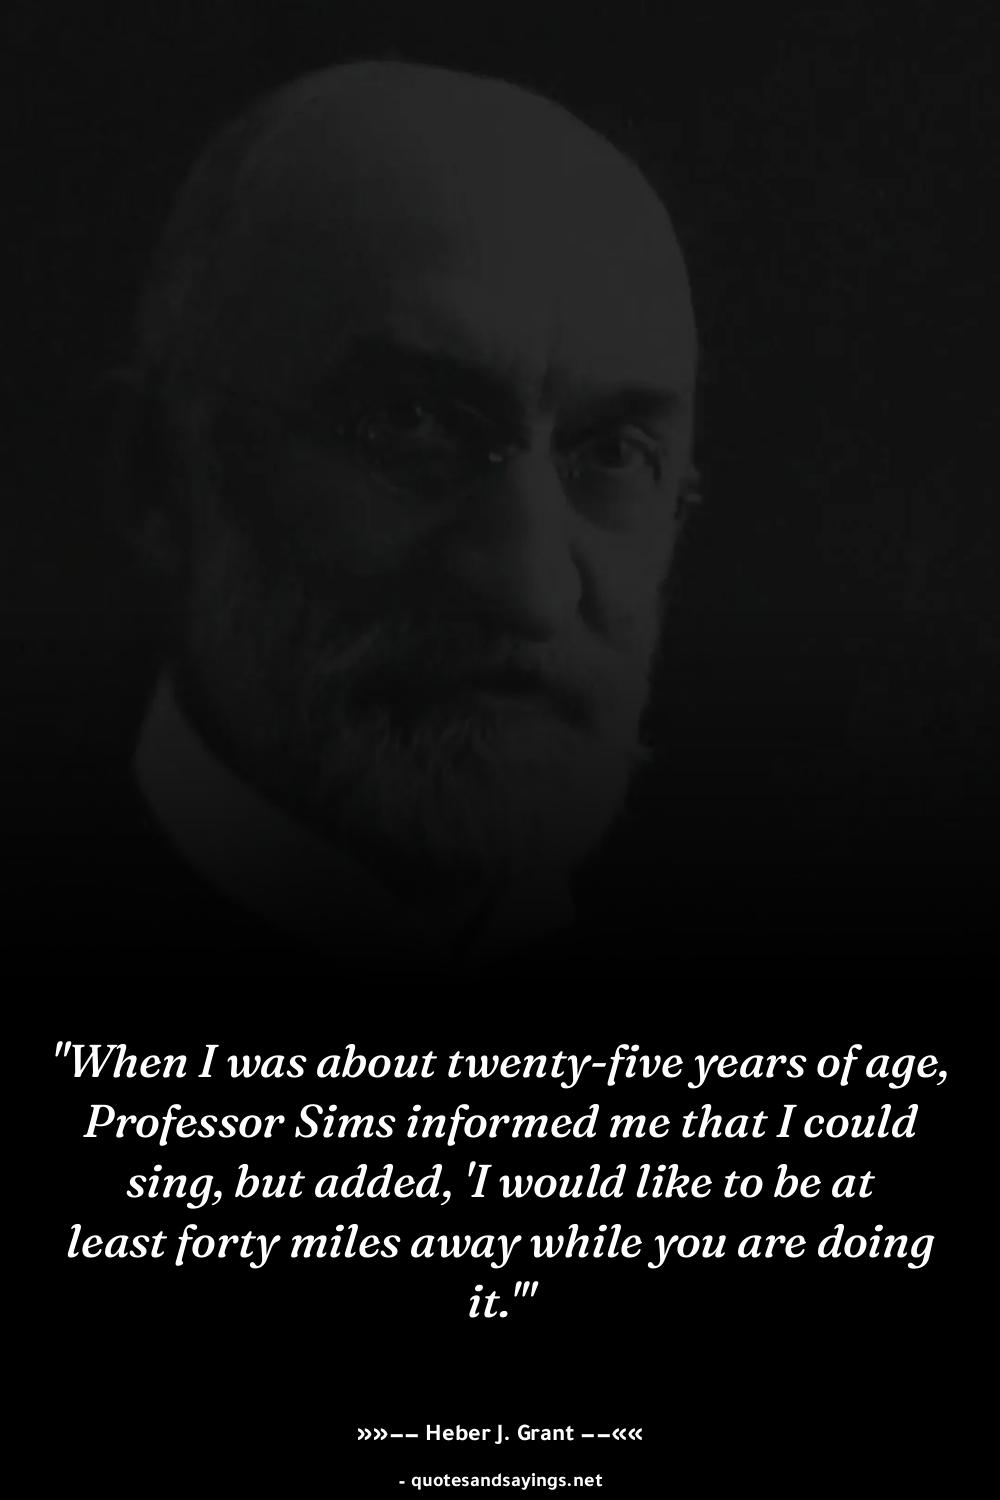 "When I was about twenty-five years of age,
Professor Sims informed me that I could
sing, but added, 'I would like to be at
least forty miles away while you are doing
it.'"
»»−− Heber J. Grant −−««
- quotesandsayings.net